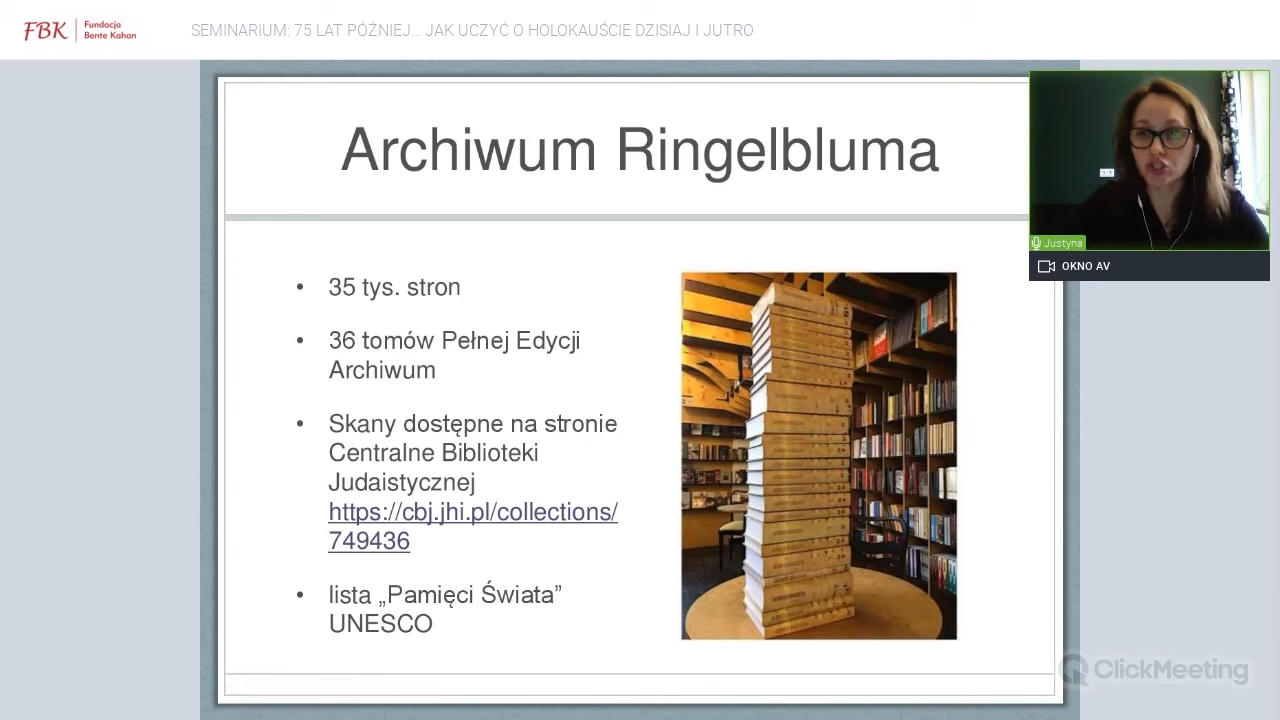 FBK
Fundacja
Bente Kahan
SEMINARIUM: 75 LAT PÓŹNIEJ... JAK UCZYĆ O HOLOKAUŚCIE DZISIAJ I JUTRO
Archiwum Ringelbluma
• 35 tys. stron
• 36 tomów Pełnej Edycji
Archiwum
• Skany dostępne na stronie
Centralne Biblioteki
Judaistycznej
https://cbj.jhi.pl/collections/
749436
• lista „Pamięci Świata”
UNESCO
Justyna
OKNO AV
ClickMeeting